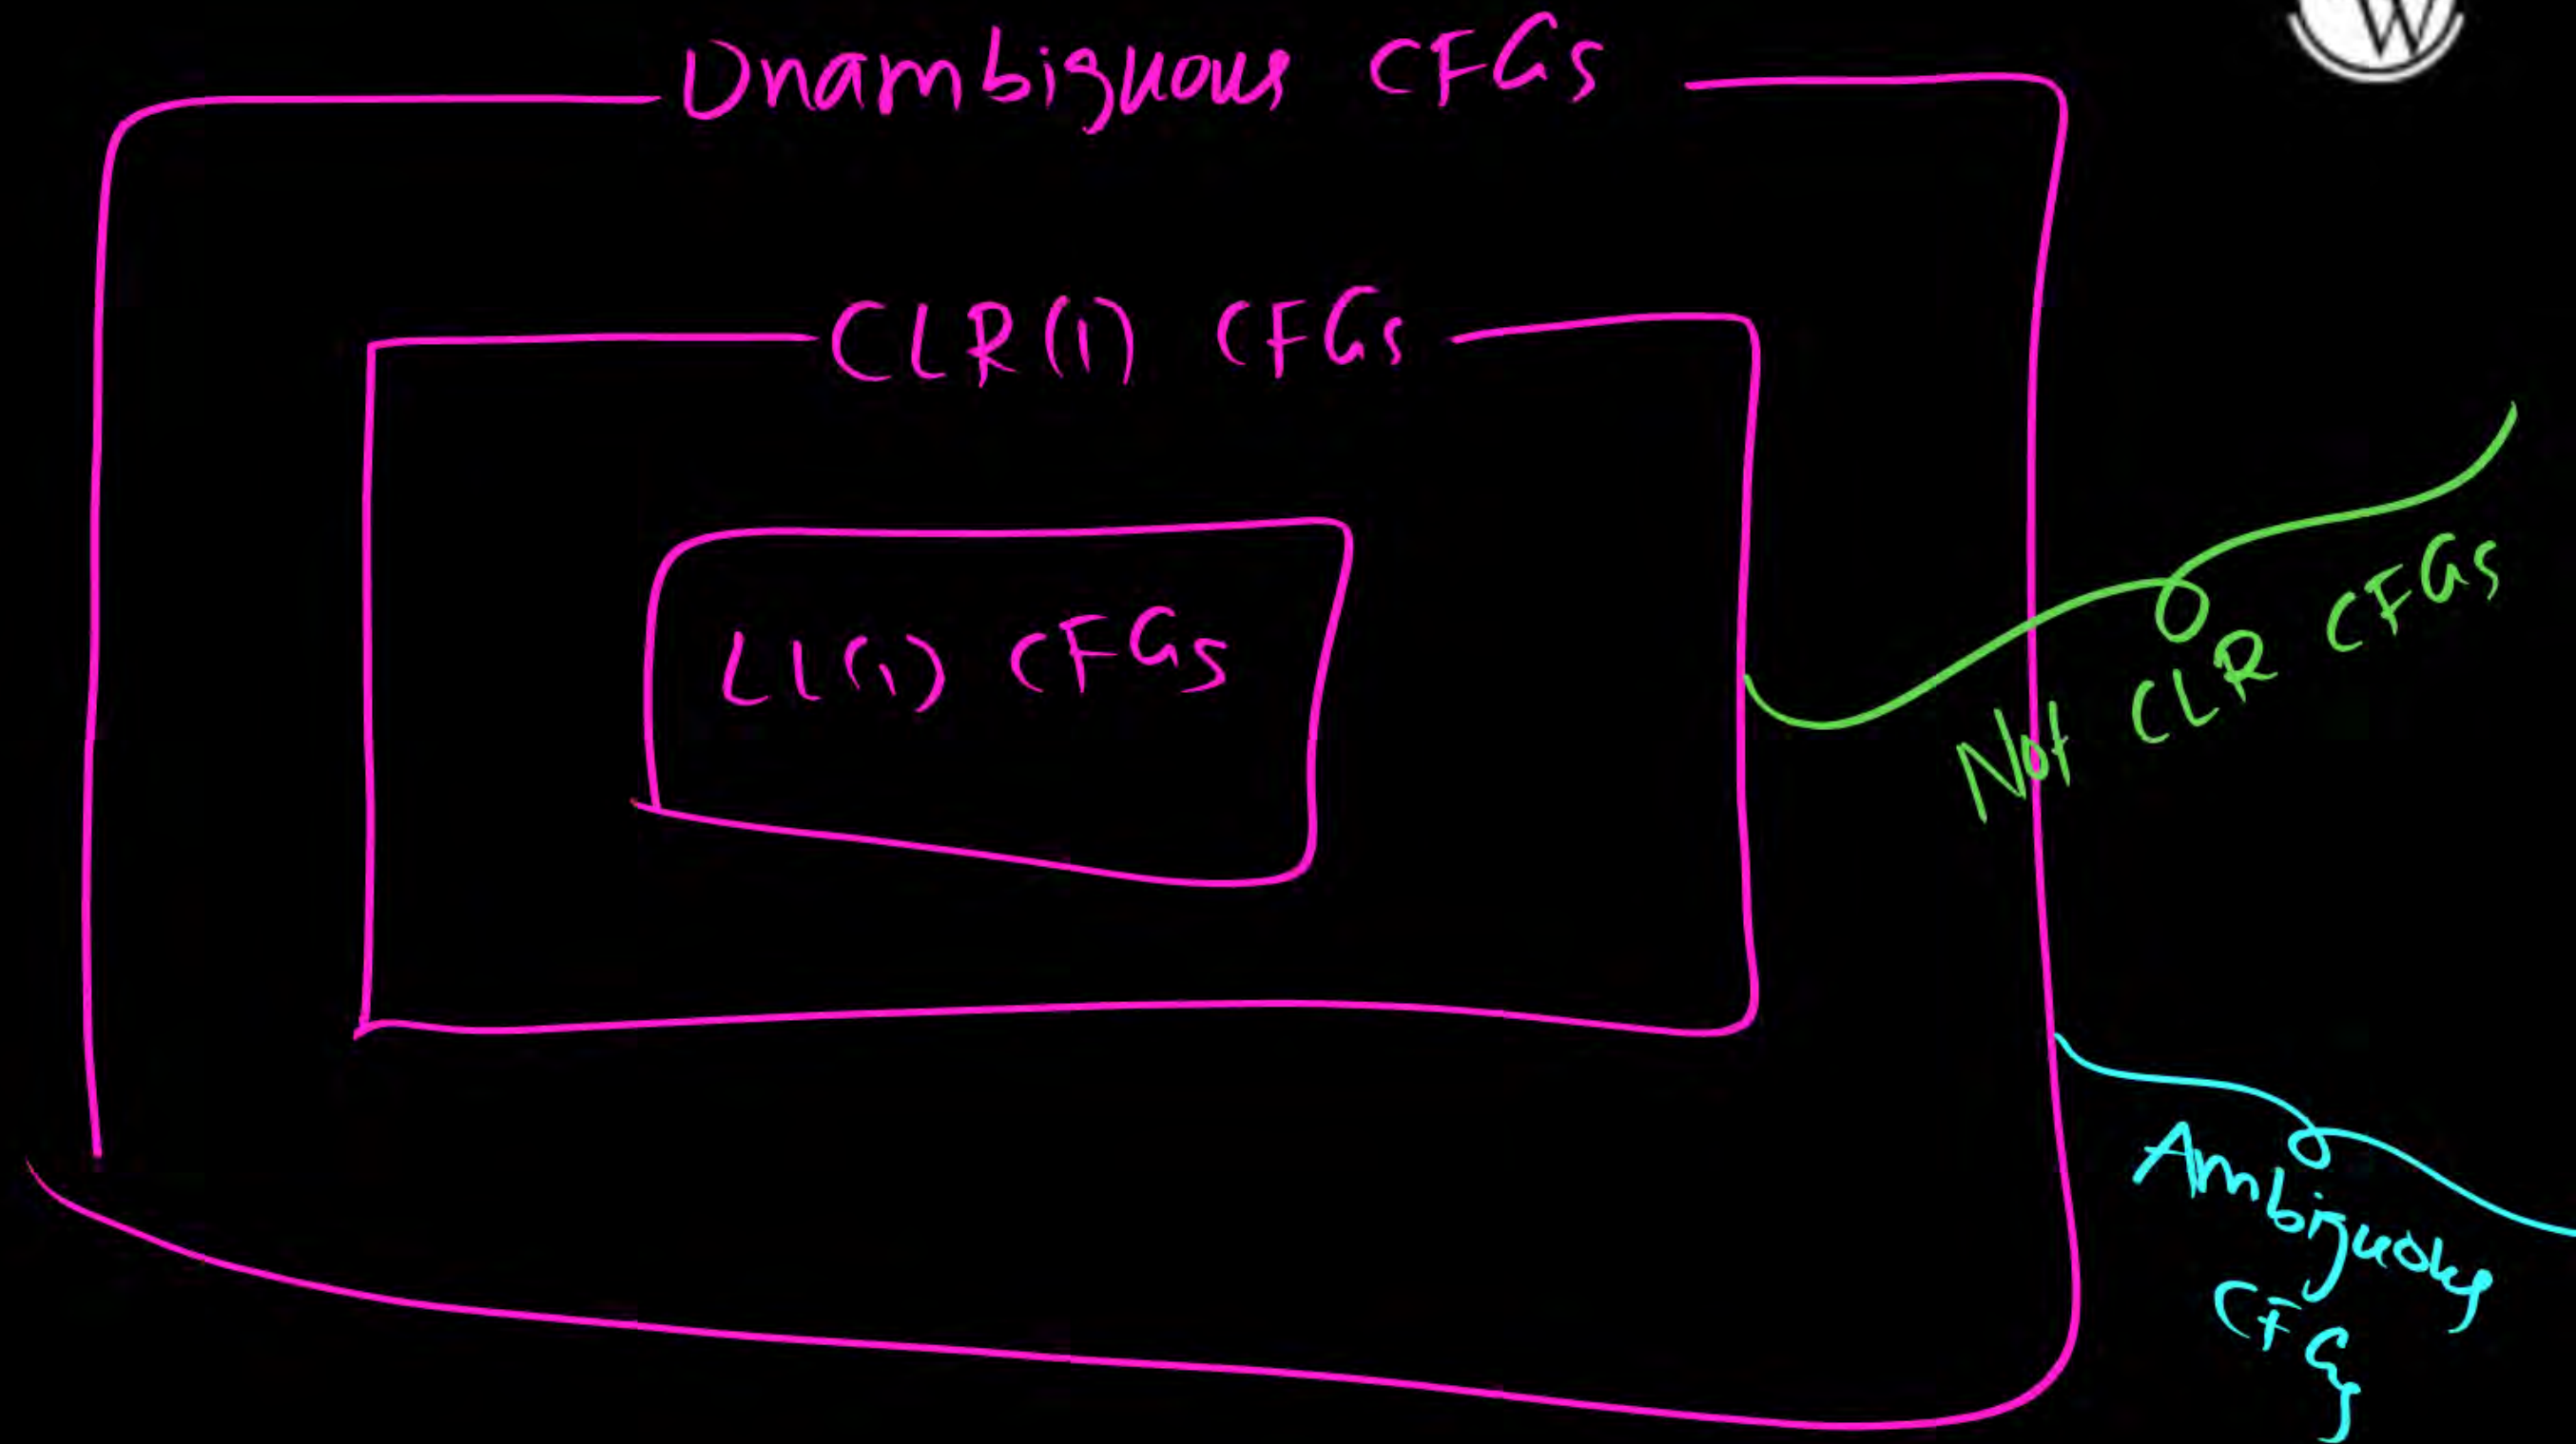 Unambiguous CFGs
CLR(1) CFGs
LL(1) CFGs
Not CLR CFGs
Ambiguous
CFGs
W